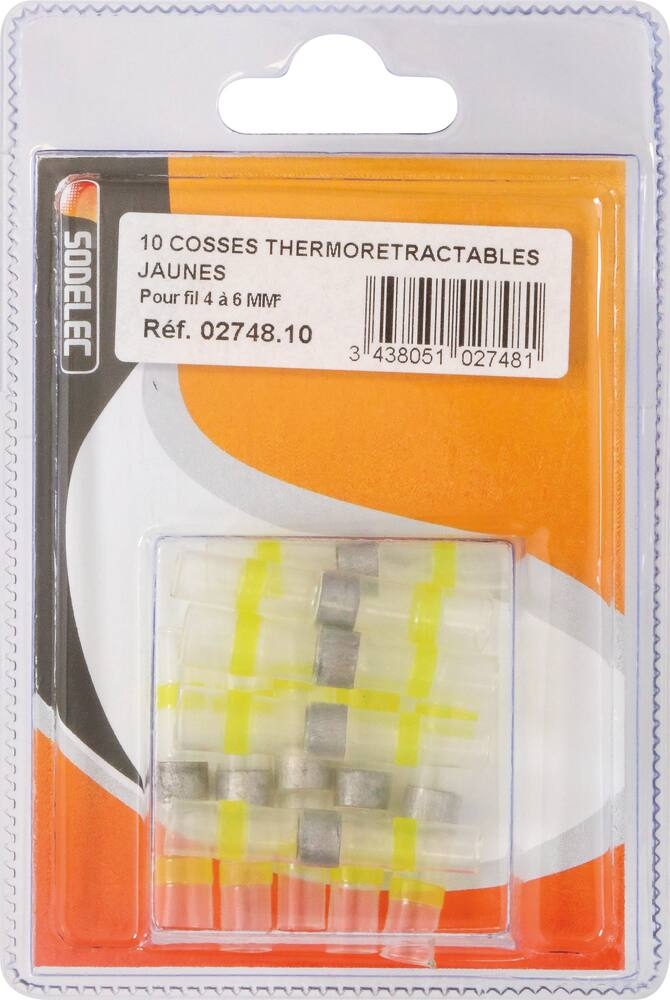 SODELEC
10 COSSES THERMORETRACTABLES
JAUNES
Pour fil 4 à 6 MM²
Réf. 02748.10
3 438051 027481